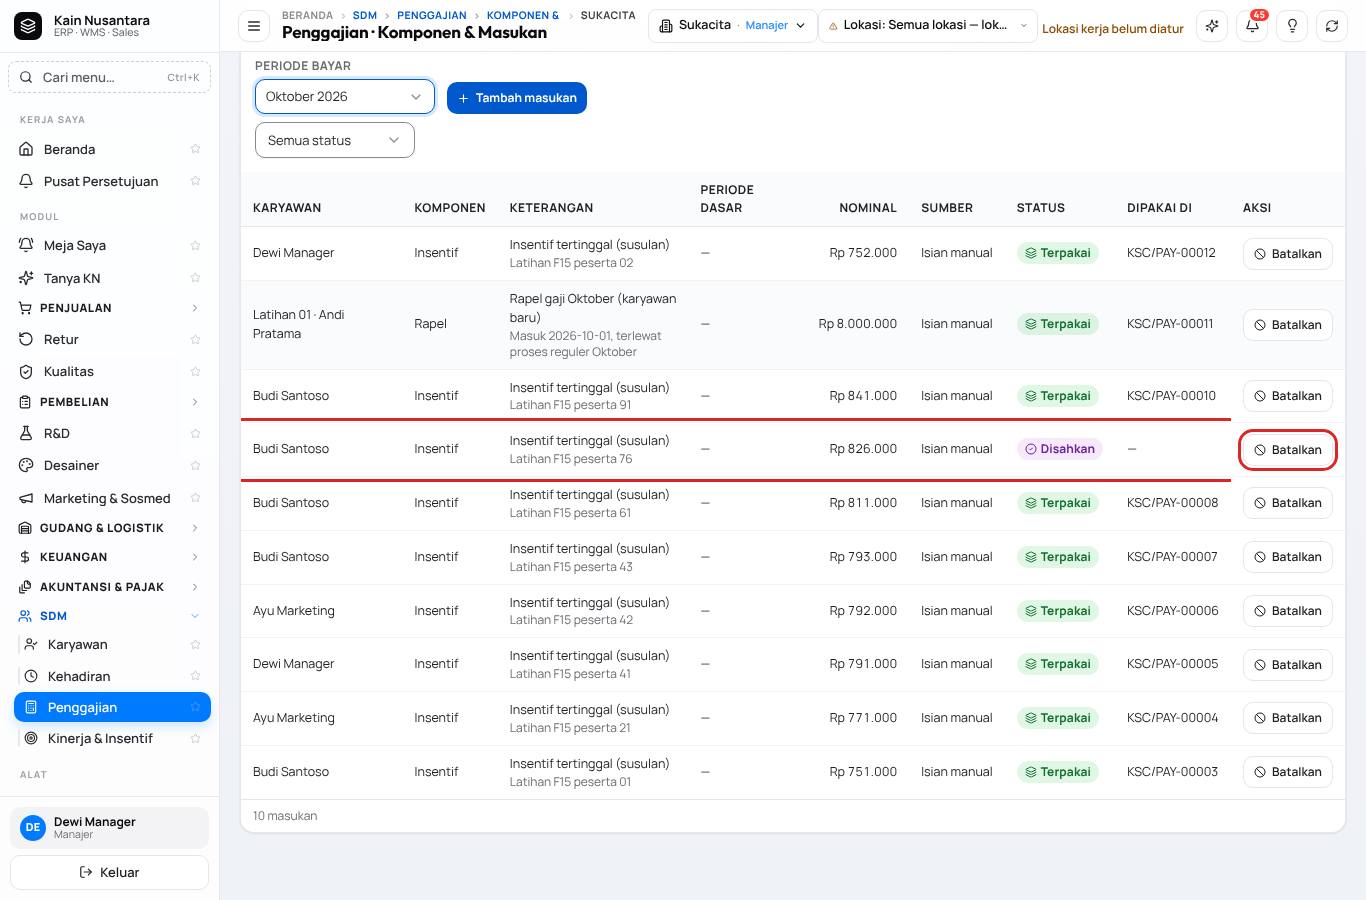 Kain Nusantara
ERP · WMS · Sales
Cari menu...
Ctrl+K
KERJA SAYA
Beranda
Pusat Persetujuan
MODUL
Meja Saya
Tanya KN
PENJUALAN
Retur
Kualitas
PEMBELIAN
R&D
Desainer
Marketing & Sosmed
GUDANG & LOGISTIK
KEUANGAN
AKUNTANSI & PAJAK
SDM
Karyawan
Kehadiran
Penggajian
Kinerja & Insentif
ALAT
DE
Dewi Manager
Manajer
Keluar
BERANDA > SDM > PENGGAJIAN > KOMPONEN & > SUKACITA
Penggajian · Komponen & Masukan
Sukacita · Manajer
Lokasi: Semua lokasi — lok...
Lokasi kerja belum diatur
45
PERIODE BAYAR
Oktober 2026
+ Tambah masukan
Semua status
KARYAWAN KOMPONEN KETERANGAN PERIODE DASAR NOMINAL SUMBER STATUS DIPAKAI DI AKSI
Dewi Manager Insentif Insentif tertinggal (susulan) — Rp 752.000 Isian manual Terpakai KSC/PAY-00012 Batalkan
Latihan F15 peserta 02
Latihan 01 · Andi Pratama Rapel Rapel gaji Oktober (karyawan baru) — Rp 8.000.000 Isian manual Terpakai KSC/PAY-00011 Batalkan
Masuk 2026-10-01, terlewat proses reguler Oktober
Budi Santoso Insentif Insentif tertinggal (susulan) — Rp 841.000 Isian manual Terpakai KSC/PAY-00010 Batalkan
Latihan F15 peserta 91
Budi Santoso Insentif Insentif tertinggal (susulan) — Rp 826.000 Isian manual Disahkan — Batalkan
Latihan F15 peserta 76
Budi Santoso Insentif Insentif tertinggal (susulan) — Rp 811.000 Isian manual Terpakai KSC/PAY-00008 Batalkan
Latihan F15 peserta 61
Budi Santoso Insentif Insentif tertinggal (susulan) — Rp 793.000 Isian manual Terpakai KSC/PAY-00007 Batalkan
Latihan F15 peserta 43
Ayu Marketing Insentif Insentif tertinggal (susulan) — Rp 792.000 Isian manual Terpakai KSC/PAY-00006 Batalkan
Latihan F15 peserta 42
Dewi Manager Insentif Insentif tertinggal (susulan) — Rp 791.000 Isian manual Terpakai KSC/PAY-00005 Batalkan
Latihan F15 peserta 41
Ayu Marketing Insentif Insentif tertinggal (susulan) — Rp 771.000 Isian manual Terpakai KSC/PAY-00004 Batalkan
Latihan F15 peserta 21
Budi Santoso Insentif Insentif tertinggal (susulan) — Rp 751.000 Isian manual Terpakai KSC/PAY-00003 Batalkan
Latihan F15 peserta 01
10 masukan